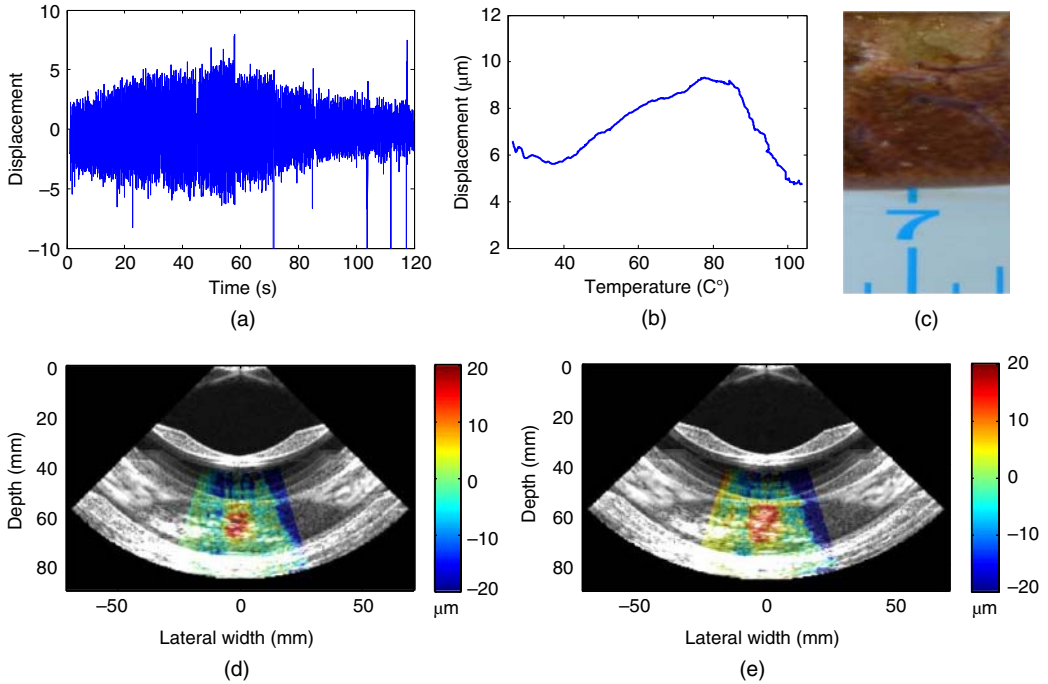 10
5
0
−5
−10
Displacement
0 20 40 60 80 100 120
Time (s)
(a)
12
10
8
6
4
2
Displacement (μm)
40 60 80 100
Temperature (C°)
(b)
7
(c)
0
20
40
60
80
Depth (mm)
−50 0 50
Lateral width (mm)
20
10
0
−10
−20
μm
(d)
0
20
40
60
80
Depth (mm)
−50 0 50
Lateral width (mm)
20
10
0
−10
−20
μm
(e)